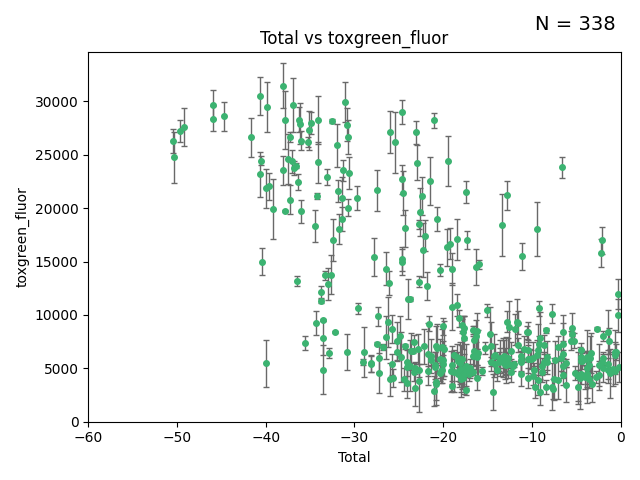 N = 338
Total vs toxgreen_fluor
toxgreen_fluor
30000
25000
20000
15000
10000
5000
0
−60 −50 −40 −30 −20 −10 0
Total